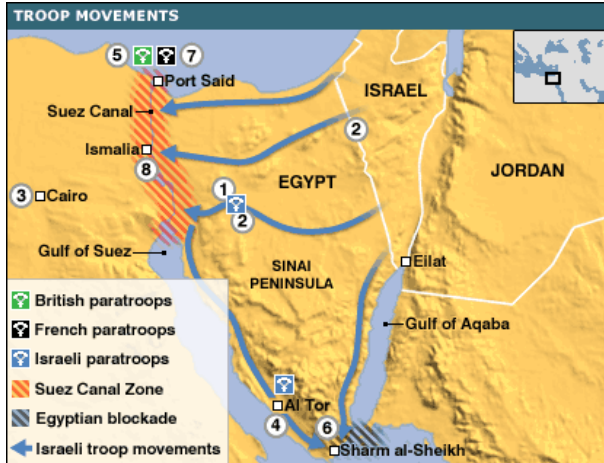 TROOP MOVEMENTS
5
7
Port Said
ISRAEL
Suez Canal
2
Ismalia
8
JORDAN
1
EGYPT
3
Cairo
2
Gulf of Suez
SINAI
PENINSULA
Eilat
British paratroops
French paratroops
Gulf of Aqaba
Israeli paratroops
Suez Canal Zone
Al Tor
Egyptian blockade
4
6
Israeli troop movements
Sharm al-Sheikh